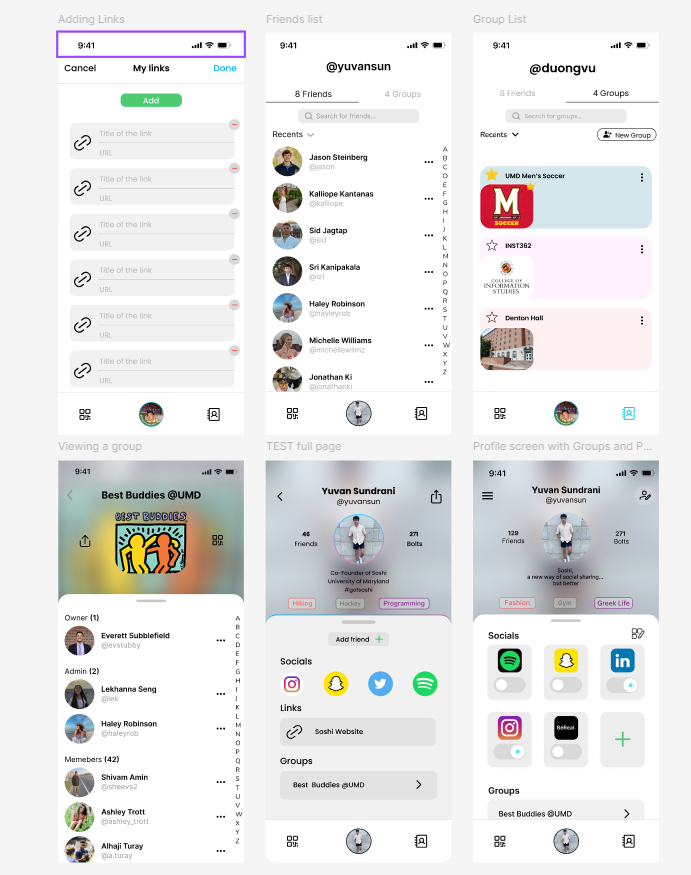 Adding Links
9:41
Cancel
My links
Done
Add
Title of the link
URL
Title of the link
URL
Title of the link
URL
Title of the link
URL
Title of the link
URL
Title of the link
URL
Friends list
9:41
@yuvansun
8 Friends
4 Groups
Search for friends..
Recents
Jason Steinberg
@jason
Kalliope Kantanas
@kalliope
Sid Jagtap
@sid
Sri Kanipakala
@sri
Haley Robinson
@hayleyrob
Michelle Williams
@michellewilmz
Jonathan Ki
@jonathanki
A
B
C
D
E
F
G
H
I
J
K
L
M
N
O
P
Q
R
S
T
U
V
W
X
Y
Z
Group List
9:41
@duongvu
8 Friends
4 Groups
Search for groups..
Recents
New Group
UMD Men's Soccer
M
SOCCER
INST362
COLLEGE OF
INFORMATION
STUDIES
Denton Hall
Viewing a group
9:41
Best Buddies @UMD
BEST BUDDIES
Owner (1)
Everett Subblefield
@evstubby
Admin (2)
Lekhanna Seng
@lek
Haley Robinson
@haleyrob
Memebers (42)
Shivam Amin
@sheevs2
Ashley Trott
@ashley_trott
Alhaji Turay
@a.turay
A
B
C
D
E
F
G
H
I
J
K
L
M
N
O
P
Q
R
S
T
U
V
W
X
Y
Z
TEST full page
Yuvan Sundrani
@yuvansun
46
Friends
271
Bolts
Co-Founder of Soshi
University of Maryland
#gotsoshi
Hiking
Hockey
Programming
Add friend +
Socials
Links
Soshi Website
Groups
Best Buddies @UMD
Profile screen with Groups and P...
9:41
Yuvan Sundrani
@yuvansun
129
Friends
271
Bolts
Soshi,
a new way of social sharing...
but better
Fashion
Gym
Greek Life
Socials
in
BeReal.
Groups
Best Buddies @UMD